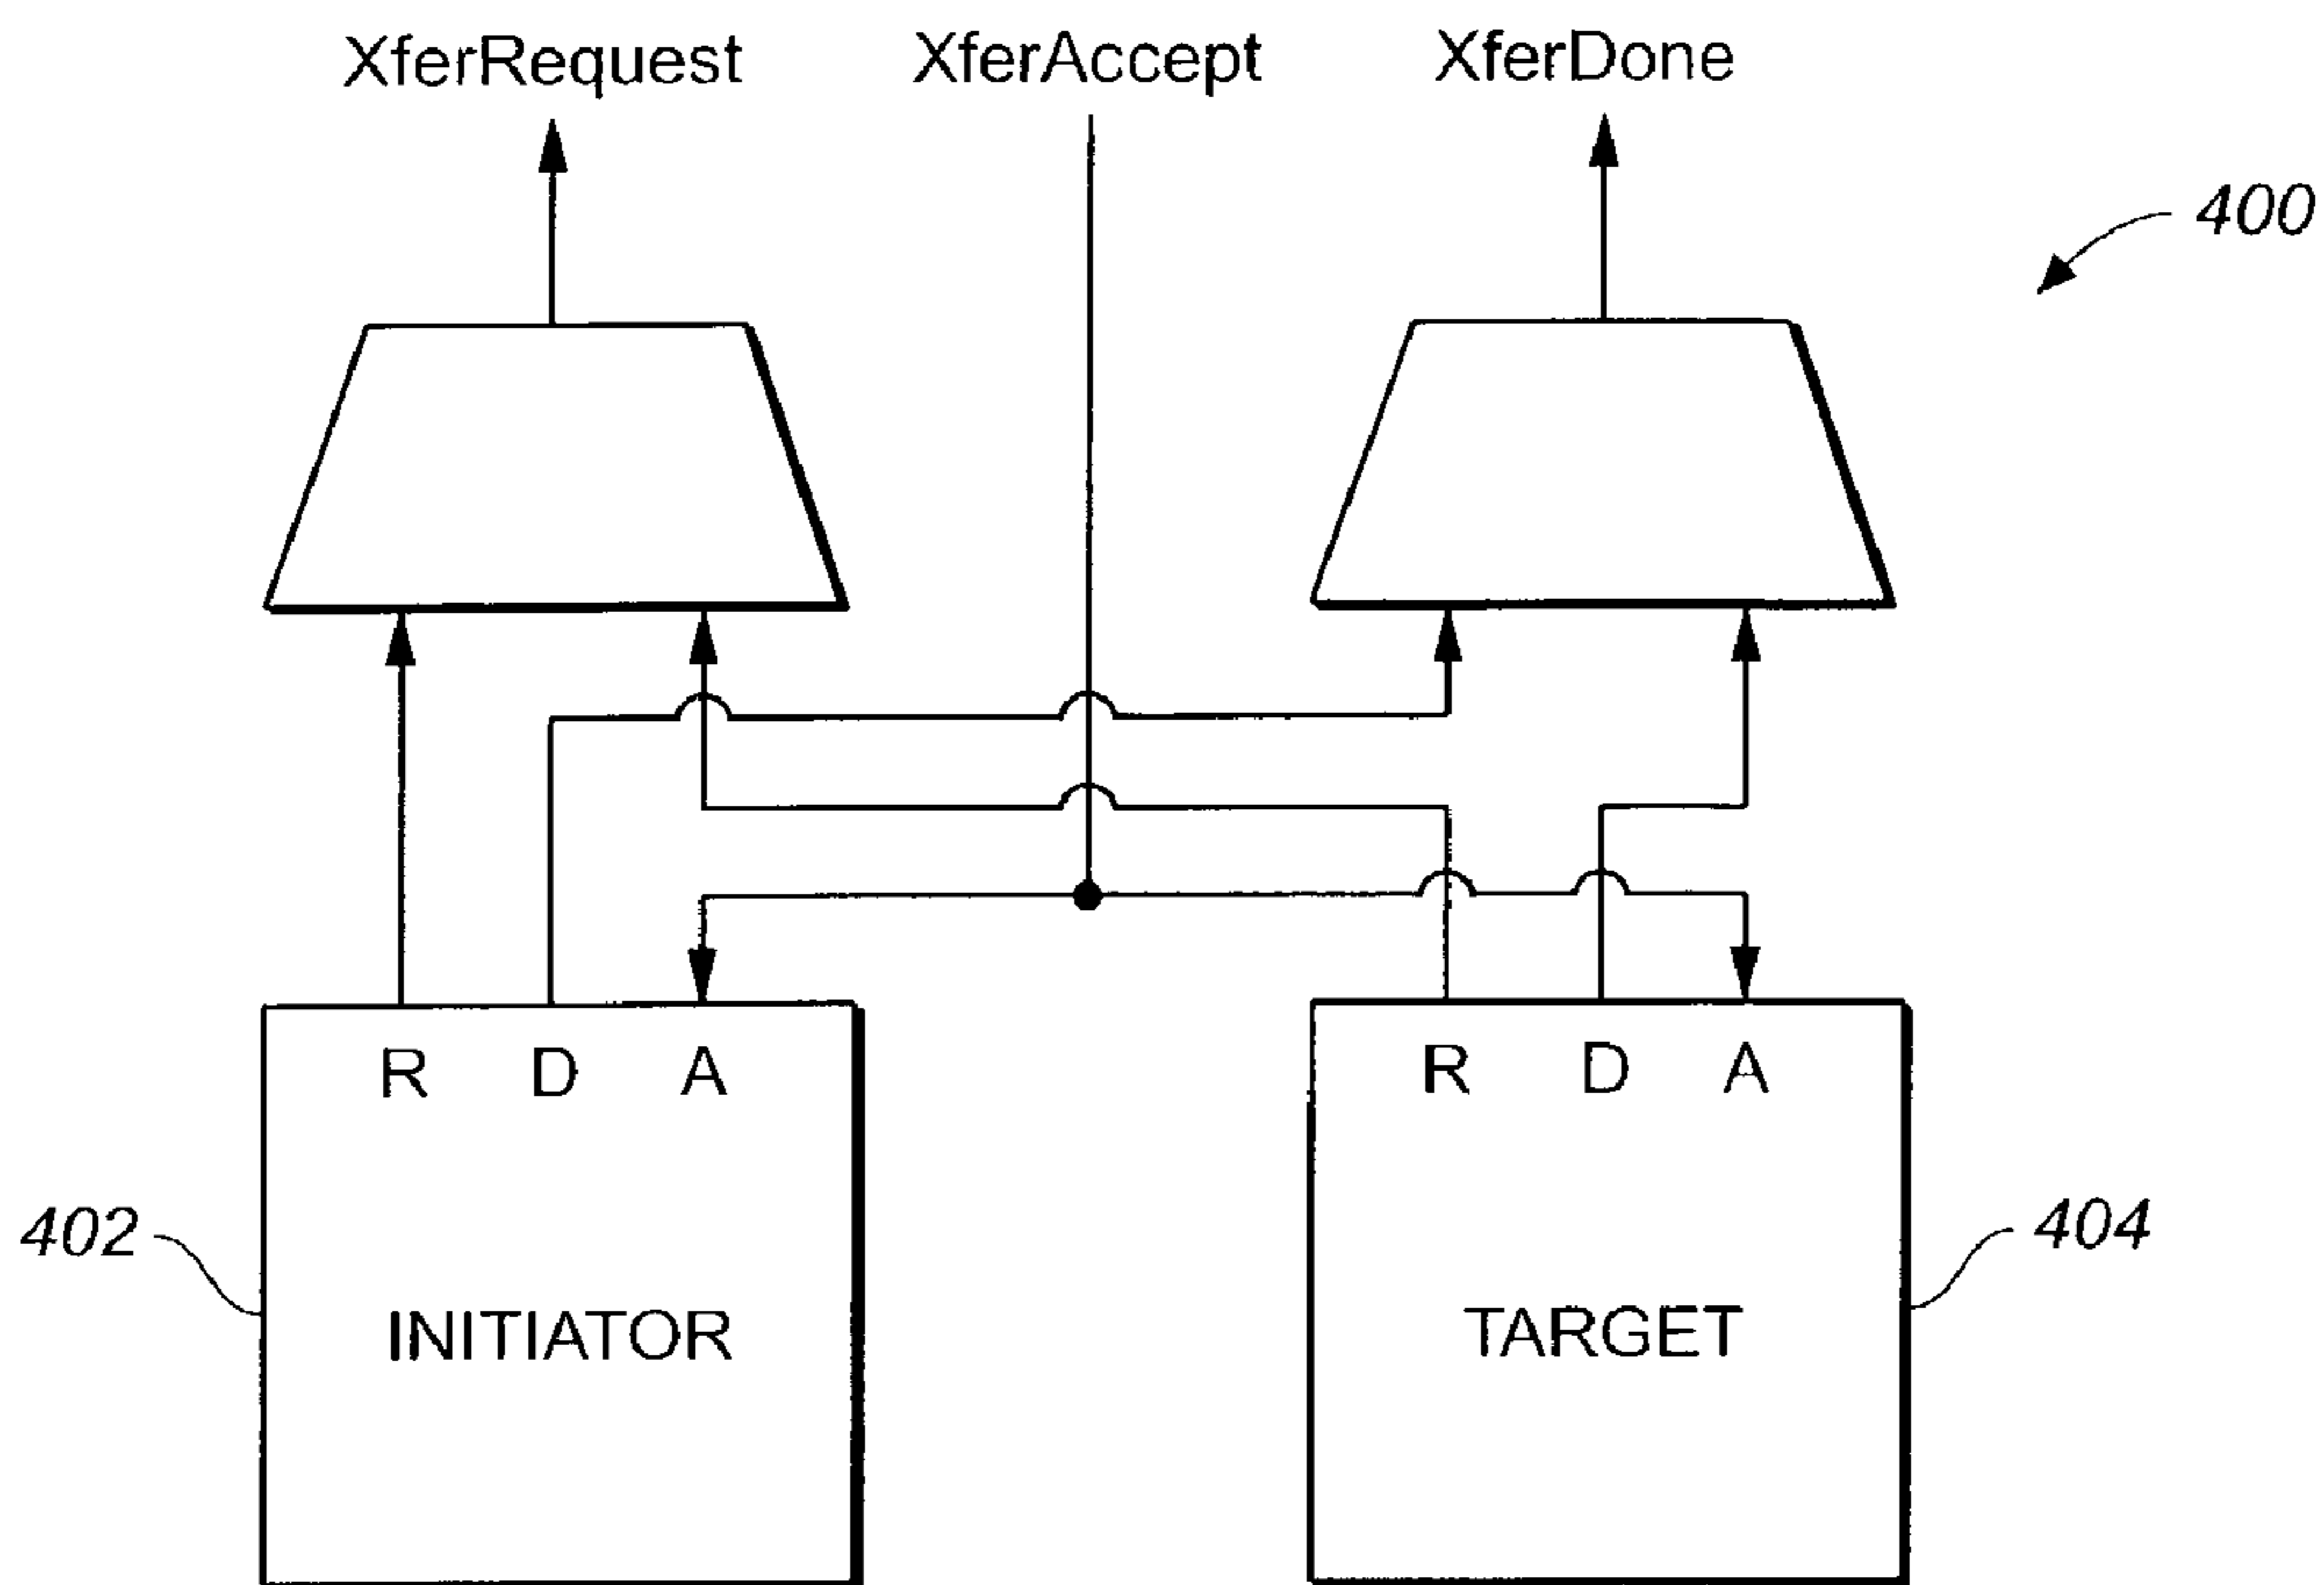 XferRequest XferAccept XferDone
400
R D A R D A
402 404
INITIATOR TARGET